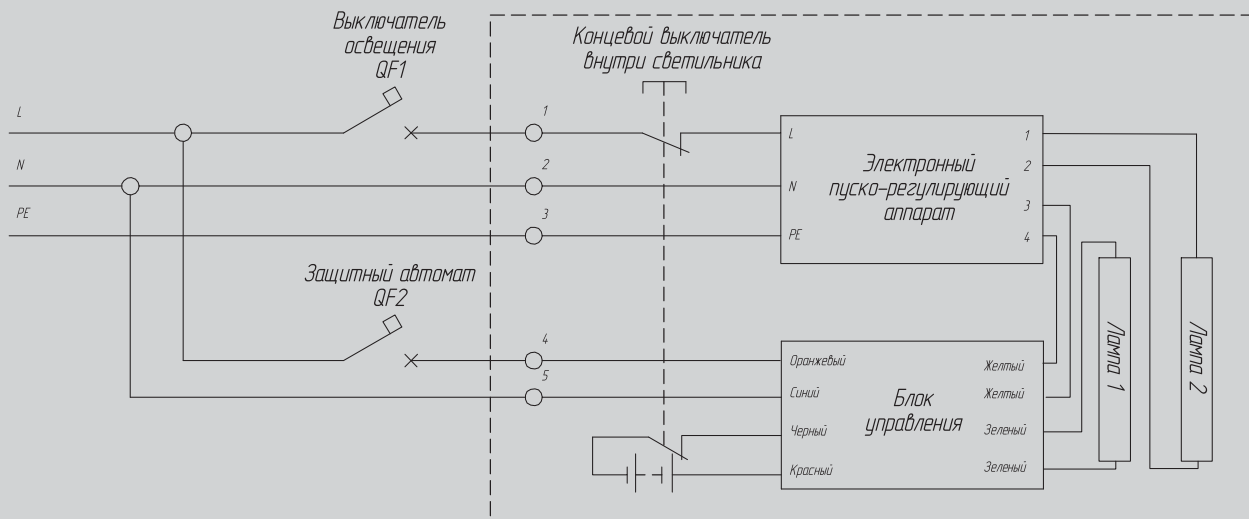 Выключатель
освещения
QF1
Концевой выключатель
внутри светильника
L
N
PE
1
2
3
L
N
PE
Электронный
пуско-регулирующий
аппарат
1
2
3
4
Защитный автомат
QF2
4
5
Оранжевый
Синий
Черный
Красный
Блок
управления
Желтый
Желтый
Зеленый
Зеленый
Лампа 1
Лампа 2